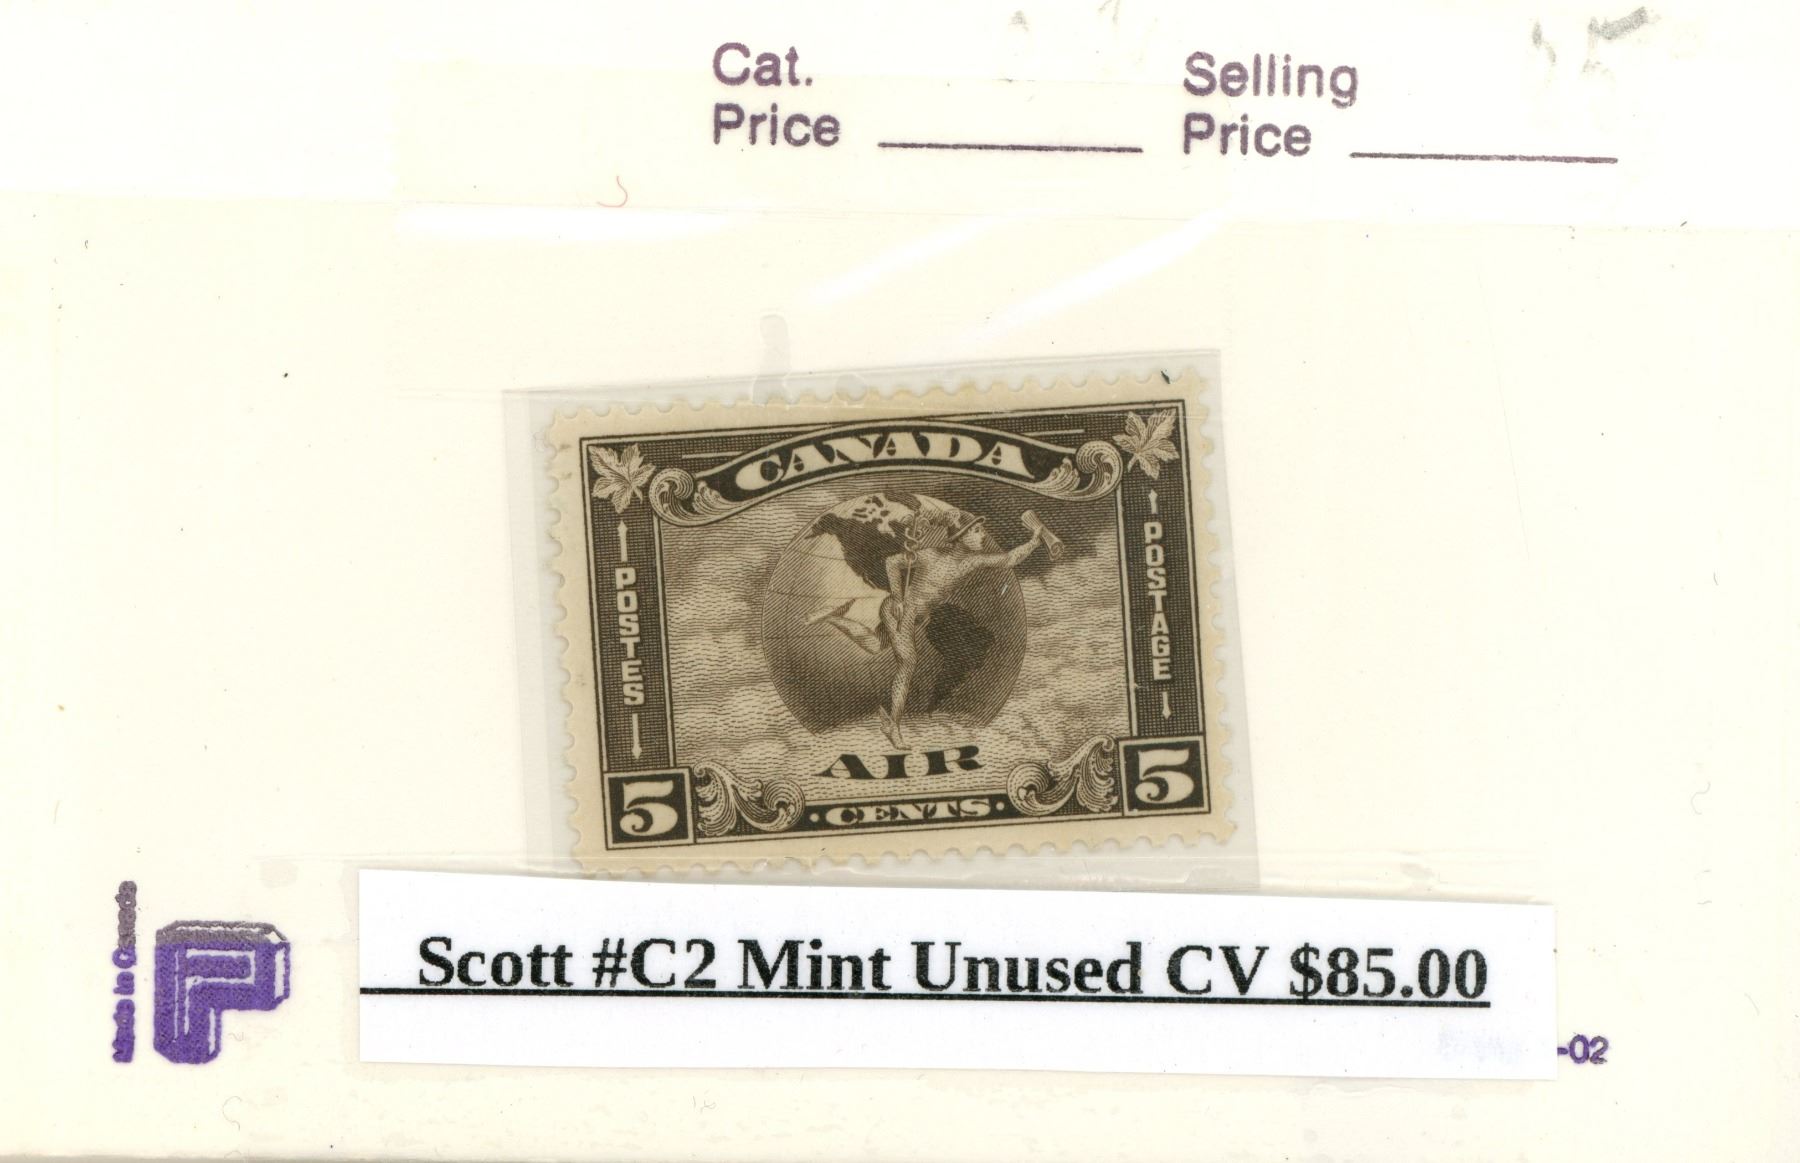 Cat.
Price
Selling
Price
CANADA
POSTES
POSTAGE
AIR
5
CENTS
5
Made in Canada
P
Scott #C2 Mint Unused CV $85.00
-02